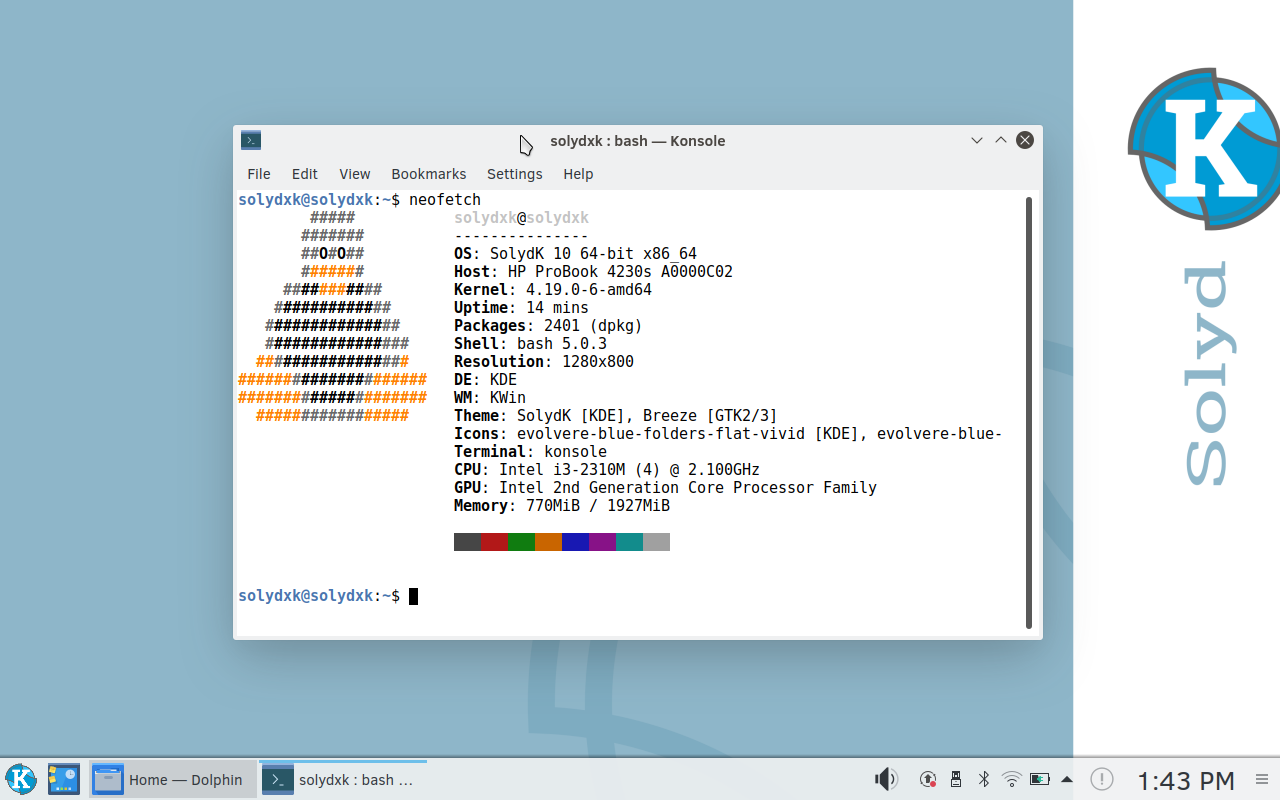 solydxk : bash — Konsole
File Edit View Bookmarks Settings Help
solydxk@solydxk:~$ neofetch
##### solydxk@solydxk
####### ---------------
##O#O## OS: SolydK 10 64-bit x86_64
####### Host: HP ProBook 4230s A0000C02
########### Kernel: 4.19.0-6-amd64
############# Uptime: 14 mins
############### Packages: 2401 (dpkg)
################ Shell: bash 5.0.3
################# Resolution: 1280x800
##################### DE: KDE
##################### WM: KWin
################# Theme: SolydK [KDE], Breeze [GTK2/3]
Icons: evolvere-blue-folders-flat-vivid [KDE], evolvere-blue-
Terminal: konsole
CPU: Intel i3-2310M (4) @ 2.100GHz
GPU: Intel 2nd Generation Core Processor Family
Memory: 770MiB / 1927MiB
solydxk@solydxk:~$
K
Solyd
K
Home — Dolphin
solydxk : bash ...
1:43 PM